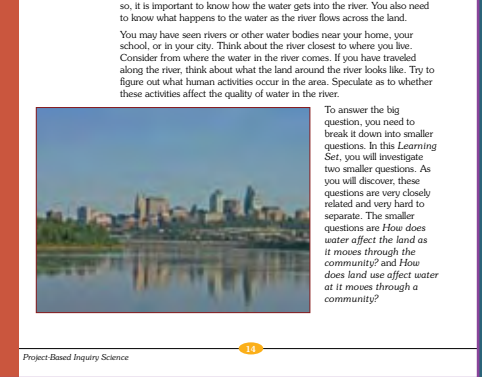 so, it is important to know how the water gets into the river. You also need
to know what happens to the water as the river flows across the land.
You may have seen rivers or other water bodies near your home, your
school, or in your city. Think about the river closest to where you live.
Consider from where the water in the river comes. If you have traveled
along the river, think about what the land around the river looks like. Try to
figure out what human activities occur in the area. Speculate as to whether
these activities affect the quality of water in the river.
To answer the big
question, you need to
break it down into smaller
questions. In this Learning
Set, you will investigate
two smaller questions. As
you will discover, these
questions are very closely
related and very hard to
separate. The smaller
questions are How does
water affect the land as
it moves through the
community? and How
does land use affect water
at it moves through a
community?
14
Project-Based Inquiry Science